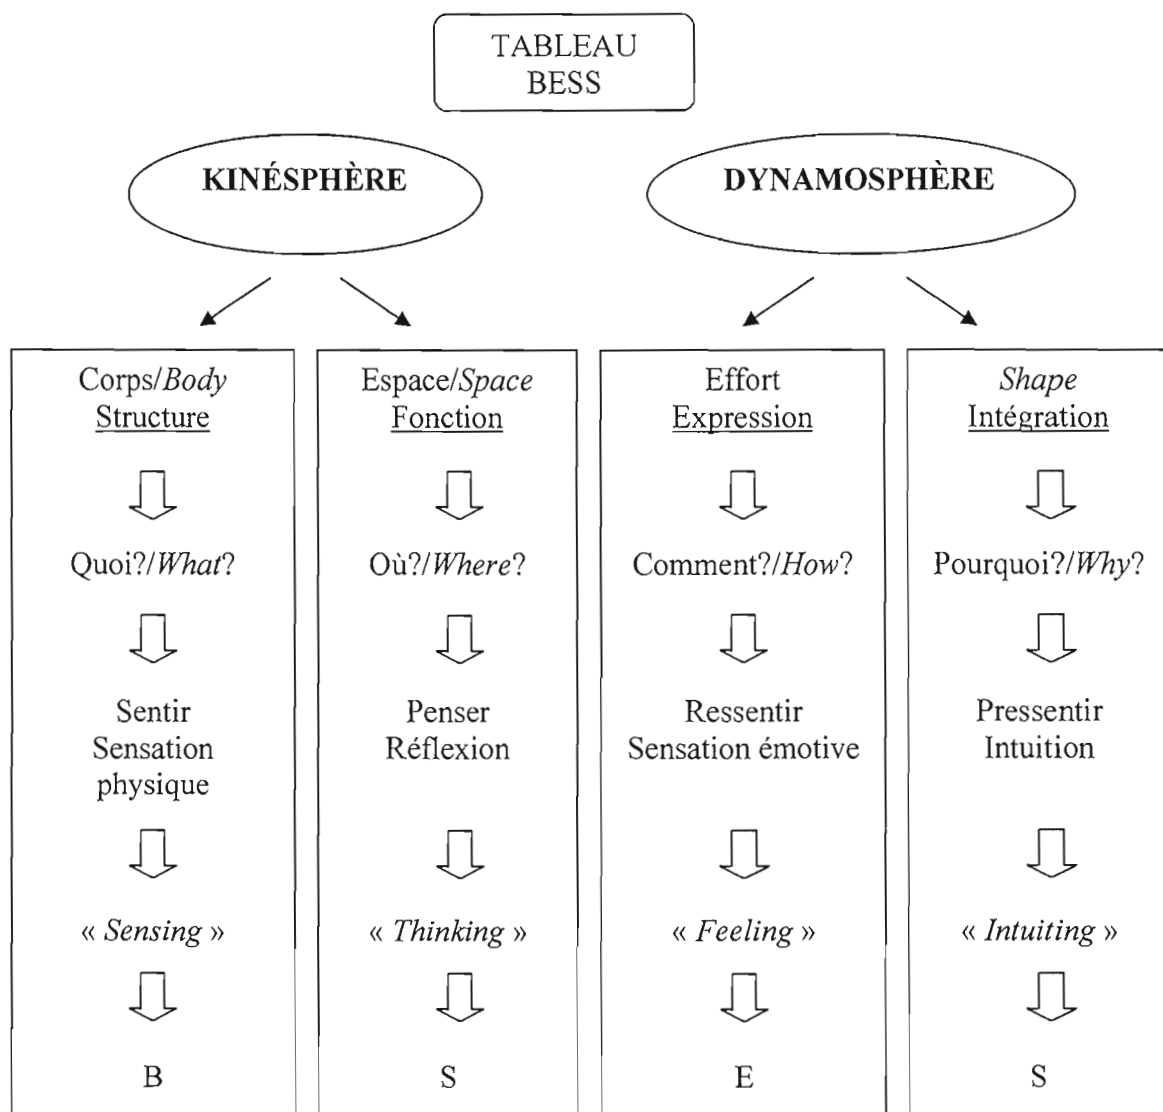 TABLEAU
BESS
KINÉSPHÈRE
DYNAMOSPHÈRE
Corps/Body
Structure
Quoi?/What?
Sentir
Sensation
physique
« Sensing »
B
Espace/Space
Fonction
Où?/Where?
Penser
Réflexion
« Thinking »
S
Effort
Expression
Comment?/How?
Ressentir
Sensation émotive
« Feeling »
E
Shape
Intégration
Pourquoi?/Why?
Pressentir
Intuition
« Intuiting »
S